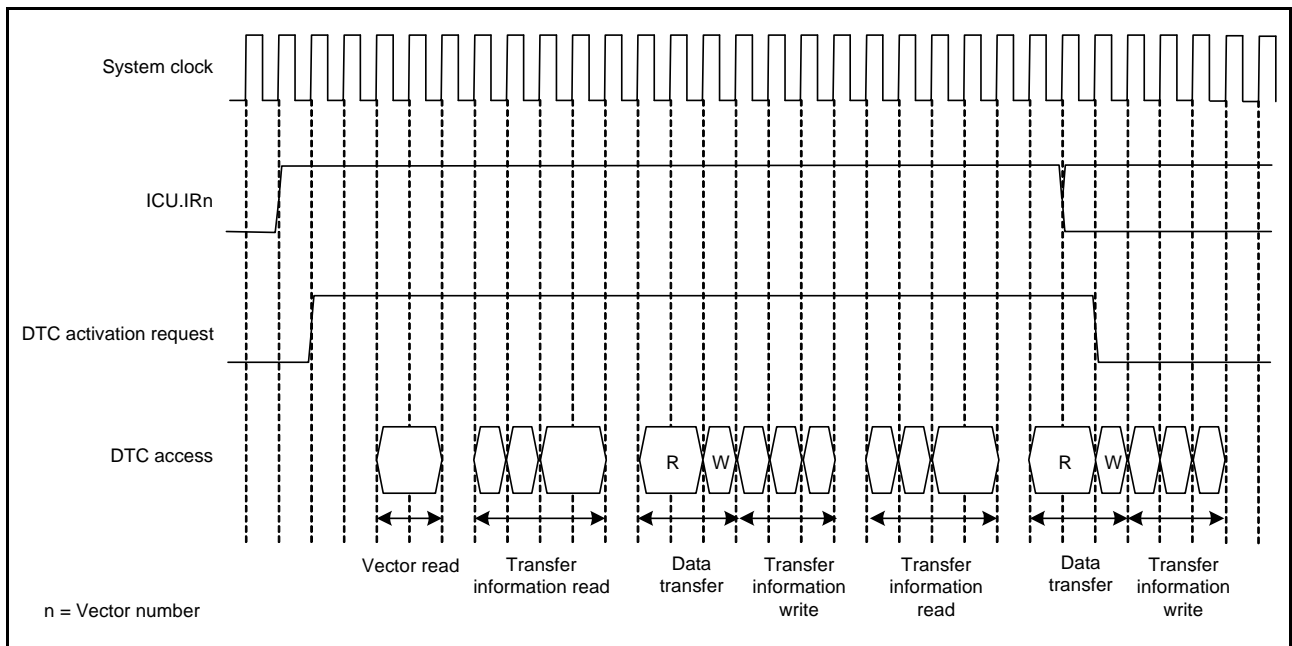 System clock
ICU.IRn
DTC activation request
DTC access
R
W
R
W
Vector read
Transfer
information read
Data
transfer
Transfer
information
write
Transfer
information
read
Data
transfer
Transfer
information
write
n = Vector number